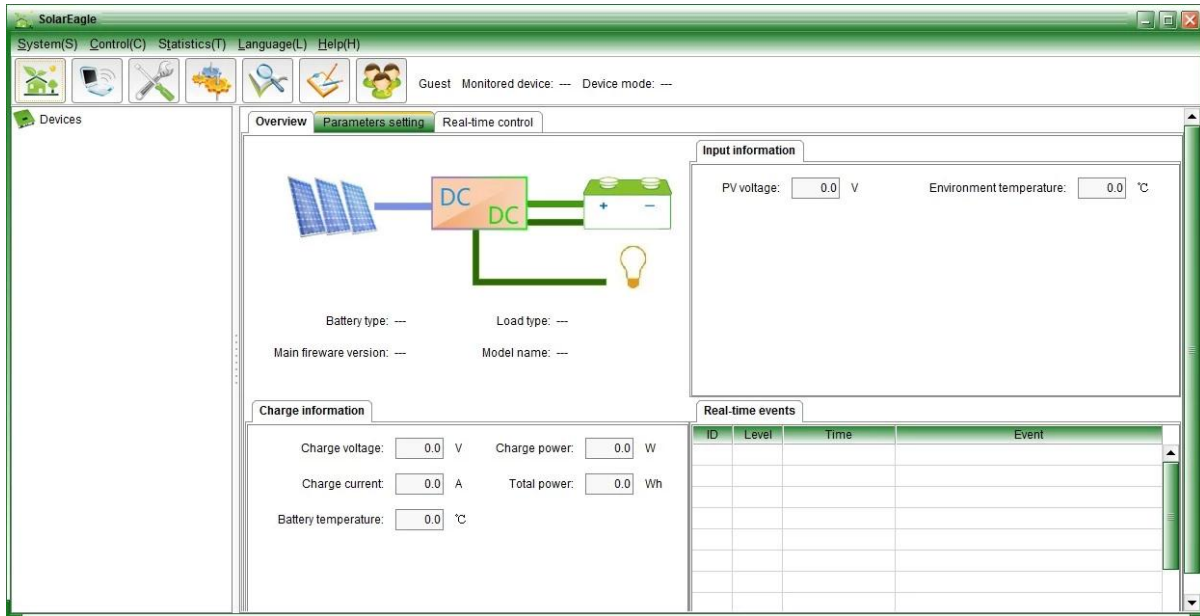 SolarEagle
System(S) Control(C) Statistics(T) Language(L) Help(H)
Guest Monitored device: --- Device mode: ---
Devices
Overview Parameters setting Real-time control
DC
DC
+ −
Battery type: --- Load type: ---
Main fireware version: --- Model name: ---
Input information
PV voltage: 0.0 V Environment temperature: 0.0 ℃
Charge information
Charge voltage: 0.0 V Charge power: 0.0 W
Charge current: 0.0 A Total power: 0.0 Wh
Battery temperature: 0.0 ℃
Real-time events
ID Level Time Event